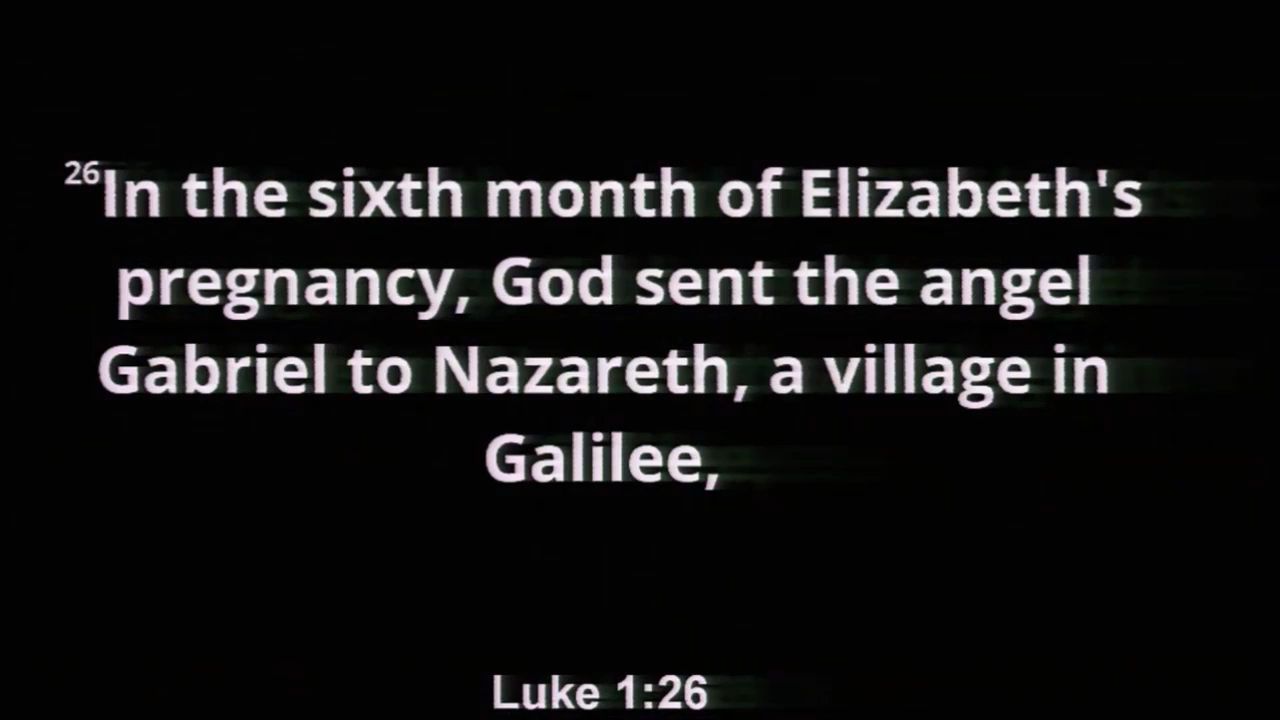 26In the sixth month of Elizabeth's
pregnancy, God sent the angel
Gabriel to Nazareth, a village in
Galilee,
Luke 1:26